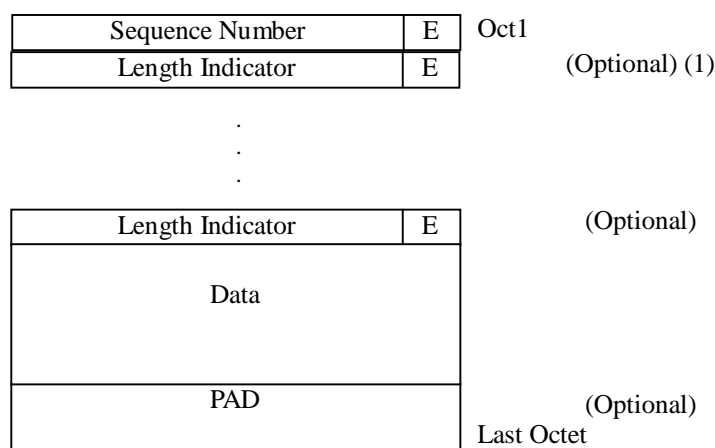 Sequence Number E Oct1
Length Indicator E (Optional) (1)
.
.
.
Length Indicator E (Optional)
Data
PAD (Optional)
Last Octet